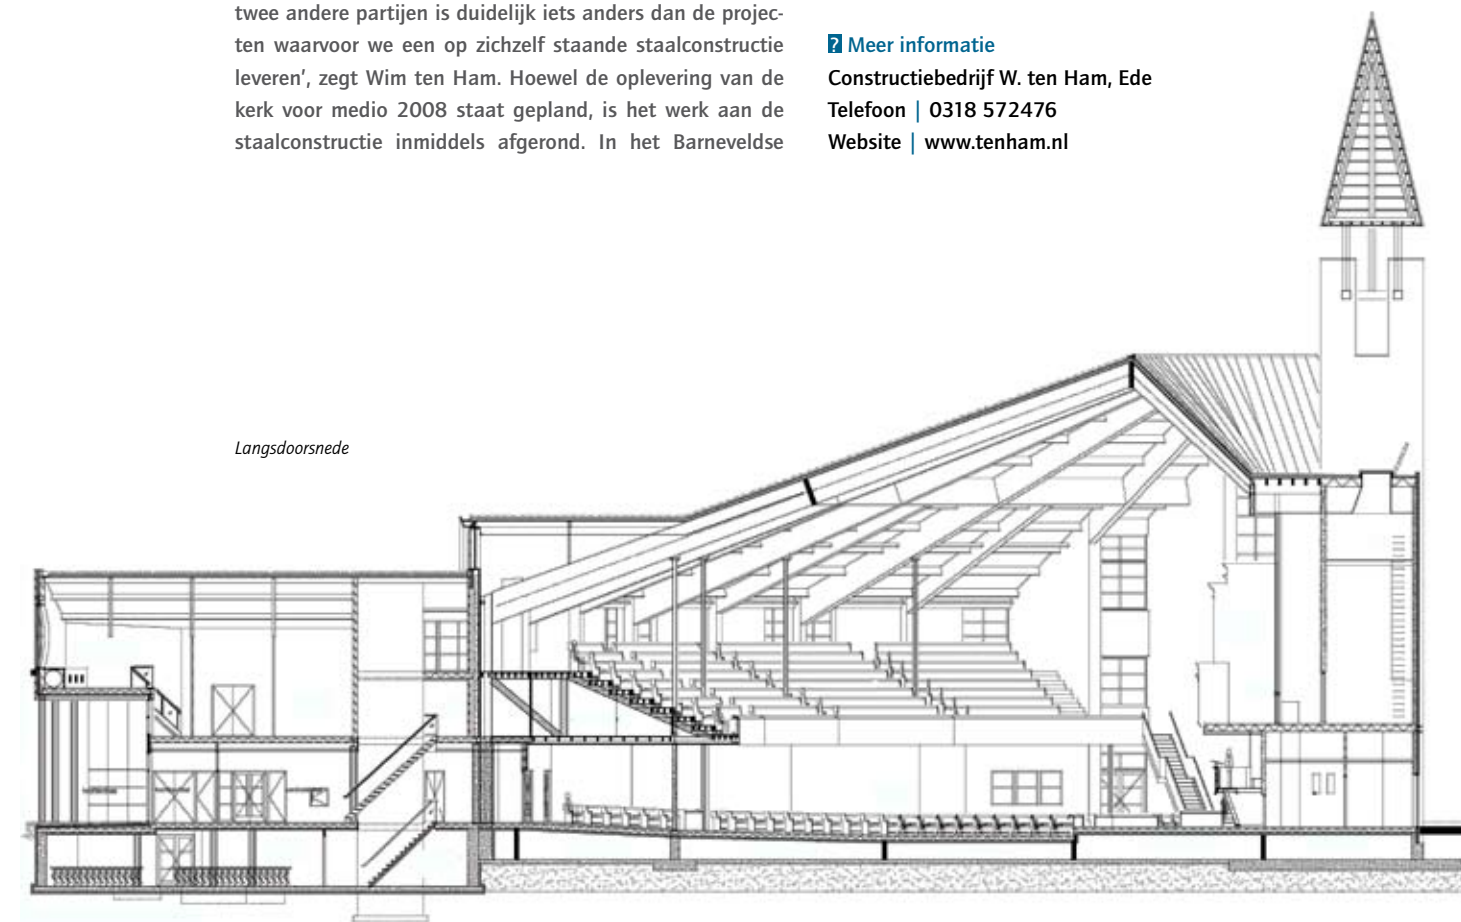 twee andere partijen is duidelijk iets anders dan de projec-
ten waarvoor we een op zichzelf staande staalconstructie
leveren’, zegt Wim ten Ham. Hoewel de oplevering van de
kerk voor medio 2008 staat gepland, is het werk aan de
staalconstructie inmiddels afgerond. In het Barneveldse
? Meer informatie
Constructiebedrijf W. ten Ham, Ede
Telefoon | 0318 572476
Website | www.tenham.nl
Langsdoorsnede